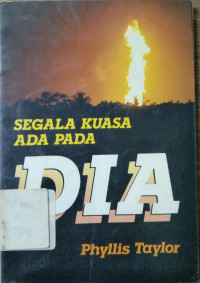 SEGALA KUASA
ADA PADA
DIA
Phyllis Taylor